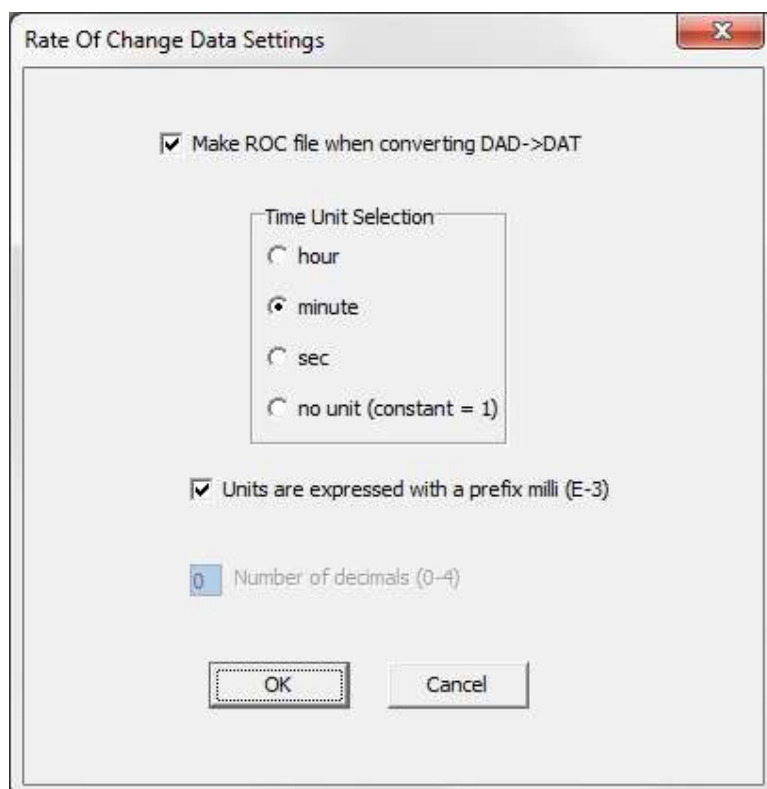 Rate Of Change Data Settings
Make ROC file when converting DAD->DAT
Time Unit Selection
hour
minute
sec
no unit (constant = 1)
Units are expressed with a prefix milli (E-3)
0 Number of decimals (0-4)
OK Cancel